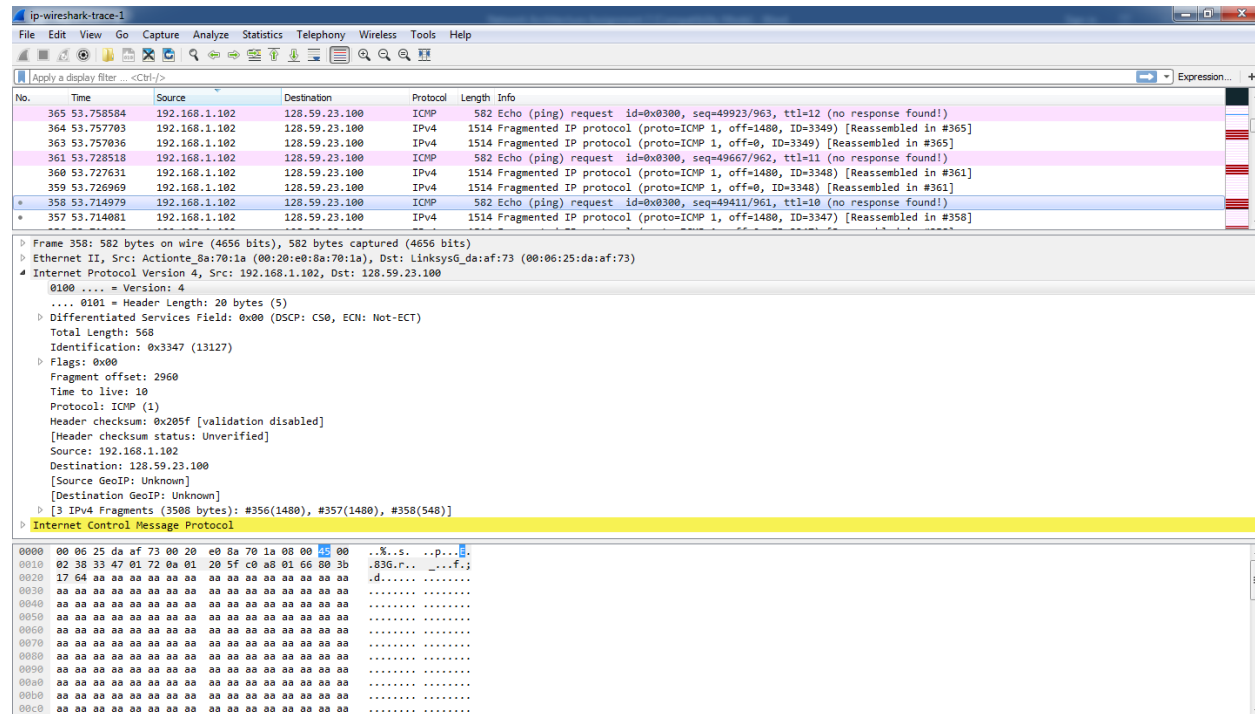 ip-wireshark-trace-1
File Edit View Go Capture Analyze Statistics Telephony Wireless Tools Help
Apply a display filter ... <Ctrl-/> Expression... +
No. Time Source Destination Protocol Length Info
365 53.758584 192.168.1.102 128.59.23.100 ICMP 582 Echo (ping) request id=0x0300, seq=49923/963, ttl=12 (no response found!)
364 53.757703 192.168.1.102 128.59.23.100 IPv4 1514 Fragmented IP protocol (proto=ICMP 1, off=1480, ID=3349) [Reassembled in #365]
363 53.757036 192.168.1.102 128.59.23.100 IPv4 1514 Fragmented IP protocol (proto=ICMP 1, off=0, ID=3349) [Reassembled in #365]
361 53.728518 192.168.1.102 128.59.23.100 ICMP 582 Echo (ping) request id=0x0300, seq=49667/962, ttl=11 (no response found!)
360 53.727631 192.168.1.102 128.59.23.100 IPv4 1514 Fragmented IP protocol (proto=ICMP 1, off=1480, ID=3348) [Reassembled in #361]
359 53.726969 192.168.1.102 128.59.23.100 IPv4 1514 Fragmented IP protocol (proto=ICMP 1, off=0, ID=3348) [Reassembled in #361]
358 53.714979 192.168.1.102 128.59.23.100 ICMP 582 Echo (ping) request id=0x0300, seq=49411/961, ttl=10 (no response found!)
357 53.714081 192.168.1.102 128.59.23.100 IPv4 1514 Fragmented IP protocol (proto=ICMP 1, off=1480, ID=3347) [Reassembled in #358]
Frame 358: 582 bytes on wire (4656 bits), 582 bytes captured (4656 bits)
Ethernet II, Src: Actionte_8a:70:1a (00:20:e0:8a:70:1a), Dst: LinksysG_da:af:73 (00:06:25:da:af:73)
Internet Protocol Version 4, Src: 192.168.1.102, Dst: 128.59.23.100
0100 .... = Version: 4
.... 0101 = Header Length: 20 bytes (5)
Differentiated Services Field: 0x00 (DSCP: CS0, ECN: Not-ECT)
Total Length: 568
Identification: 0x3347 (13127)
Flags: 0x00
Fragment offset: 2960
Time to live: 10
Protocol: ICMP (1)
Header checksum: 0x205f [validation disabled]
[Header checksum status: Unverified]
Source: 192.168.1.102
Destination: 128.59.23.100
[Source GeoIP: Unknown]
[Destination GeoIP: Unknown]
[3 IPv4 Fragments (3508 bytes): #356(1480), #357(1480), #358(548)]
Internet Control Message Protocol
0000 00 06 25 da af 73 00 20 e0 8a 70 1a 08 00 45 00 ..%..s. ..p...E.
0010 02 38 33 47 01 72 0a 01 20 5f c0 a8 01 66 80 3b .83G.r.. _...f.;
0020 17 64 aa aa aa aa aa aa aa aa aa aa aa aa aa aa .d...... ........
0030 aa aa aa aa aa aa aa aa aa aa aa aa aa aa aa aa ........ ........
0040 aa aa aa aa aa aa aa aa aa aa aa aa aa aa aa aa ........ ........
0050 aa aa aa aa aa aa aa aa aa aa aa aa aa aa aa aa ........ ........
0060 aa aa aa aa aa aa aa aa aa aa aa aa aa aa aa aa ........ ........
0070 aa aa aa aa aa aa aa aa aa aa aa aa aa aa aa aa ........ ........
0080 aa aa aa aa aa aa aa aa aa aa aa aa aa aa aa aa ........ ........
0090 aa aa aa aa aa aa aa aa aa aa aa aa aa aa aa aa ........ ........
00a0 aa aa aa aa aa aa aa aa aa aa aa aa aa aa aa aa ........ ........
00b0 aa aa aa aa aa aa aa aa aa aa aa aa aa aa aa aa ........ ........
00c0 aa aa aa aa aa aa aa aa aa aa aa aa aa aa aa aa ........ ........